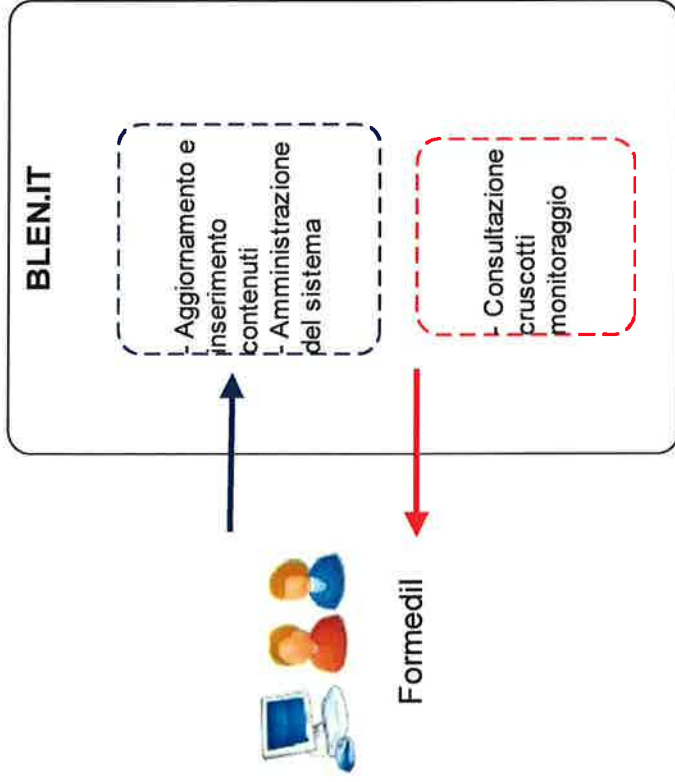 BLEN.IT
- Aggiornamento e
inserimento
contenuti
- Amministrazione
del sistema
- Consultazione
cruscotti
monitoraggio
Formedil